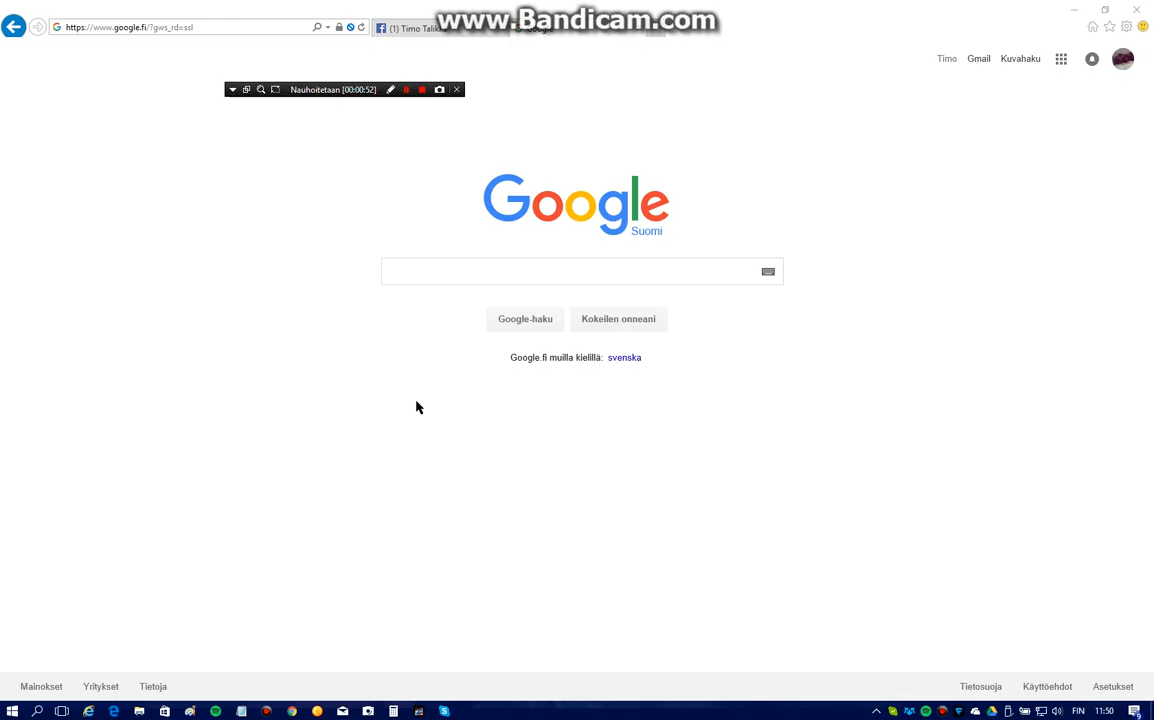 www.Bandicam.com
https://www.google.fi/?gws_rd=ssl
(1) Timo
Google
Timo Gmail Kuvahaku
Nauhoitetaan [00:00:52]
Google
Suomi
Google-haku Kokeilen onneani
Google.fi muilla kielillä: svenska
Mainokset Yritykset Tietoja Tietosuoja Käyttöehdot Asetukset
FIN 11:50 9